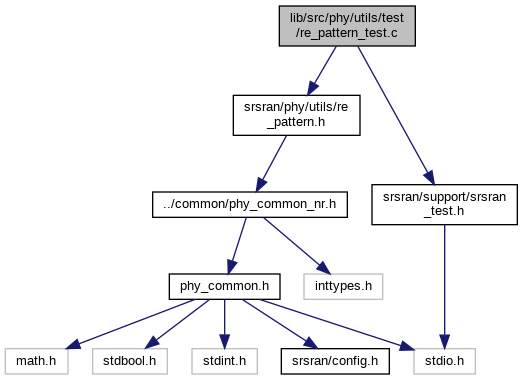 lib/src/phy/utils/test
/re_pattern_test.c
srsran/phy/utils/re
_pattern.h
../common/phy_common_nr.h
srsran/support/srsran
_test.h
phy_common.h
inttypes.h
math.h
stdbool.h
stdint.h
srsran/config.h
stdio.h